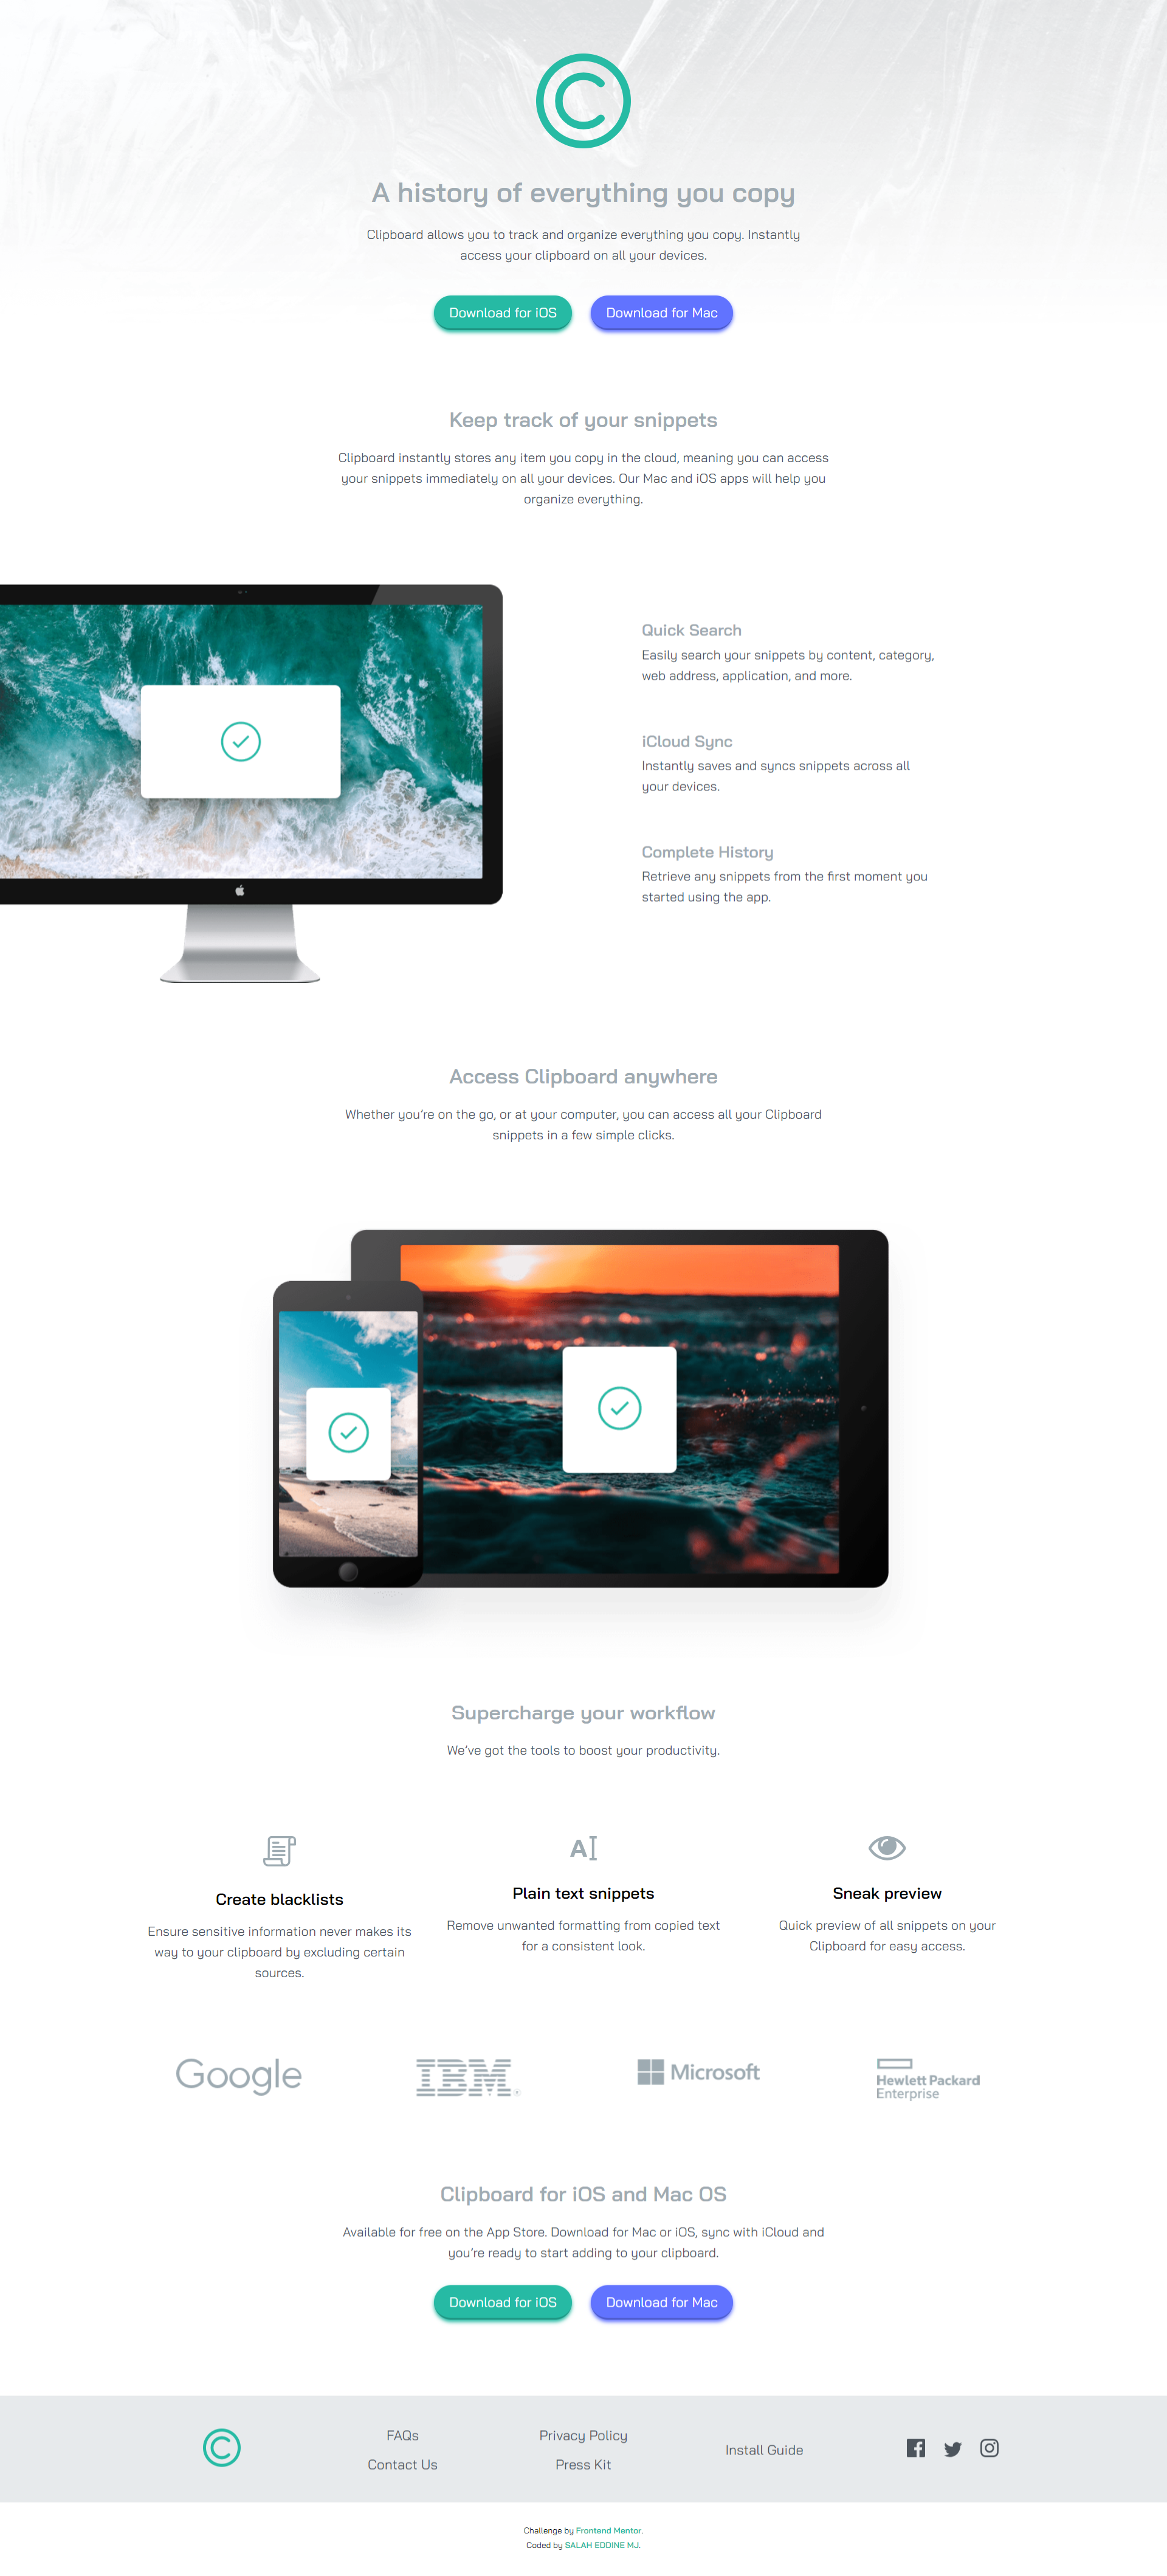 A history of everything you copy
Clipboard allows you to track and organize everything you copy. Instantly
access your clipboard on all your devices.
Download for iOS
Download for Mac
Keep track of your snippets
Clipboard instantly stores any item you copy in the cloud, meaning you can access
your snippets immediately on all your devices. Our Mac and iOS apps will help you
organize everything.
Quick Search
Easily search your snippets by content, category,
web address, application, and more.
iCloud Sync
Instantly saves and syncs snippets across all
your devices.
Complete History
Retrieve any snippets from the first moment you
started using the app.
Access Clipboard anywhere
Whether you're on the go, or at your computer, you can access all your Clipboard
snippets in a few simple clicks.
Supercharge your workflow
We've got the tools to boost your productivity.
Create blacklists
Ensure sensitive information never makes its
way to your clipboard by excluding certain
sources.
Plain text snippets
Remove unwanted formatting from copied text
for a consistent look.
Sneak preview
Quick preview of all snippets on your
Clipboard for easy access.
Google
IBM
Microsoft
Hewlett Packard
Enterprise
Clipboard for iOS and Mac OS
Available for free on the App Store. Download for Mac or iOS, sync with iCloud and
you're ready to start adding to your clipboard.
Download for iOS
Download for Mac
FAQs
Contact Us
Privacy Policy
Press Kit
Install Guide
Challenge by Frontend Mentor.
Coded by SALAH EDDINE MJ.